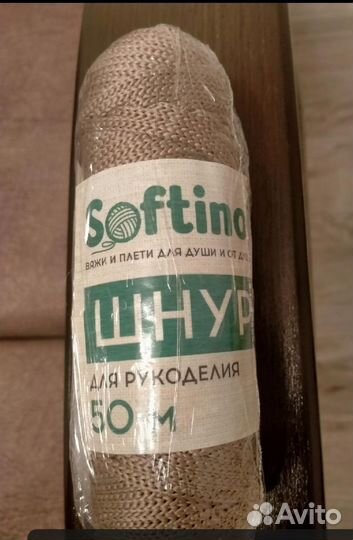 Softino
ВЯЖИ И ПЛЕТИ ДЛЯ ДУШИ И ОТ
ШНУР
ДЛЯ РУКОДЕЛИЯ
50 м
Avito